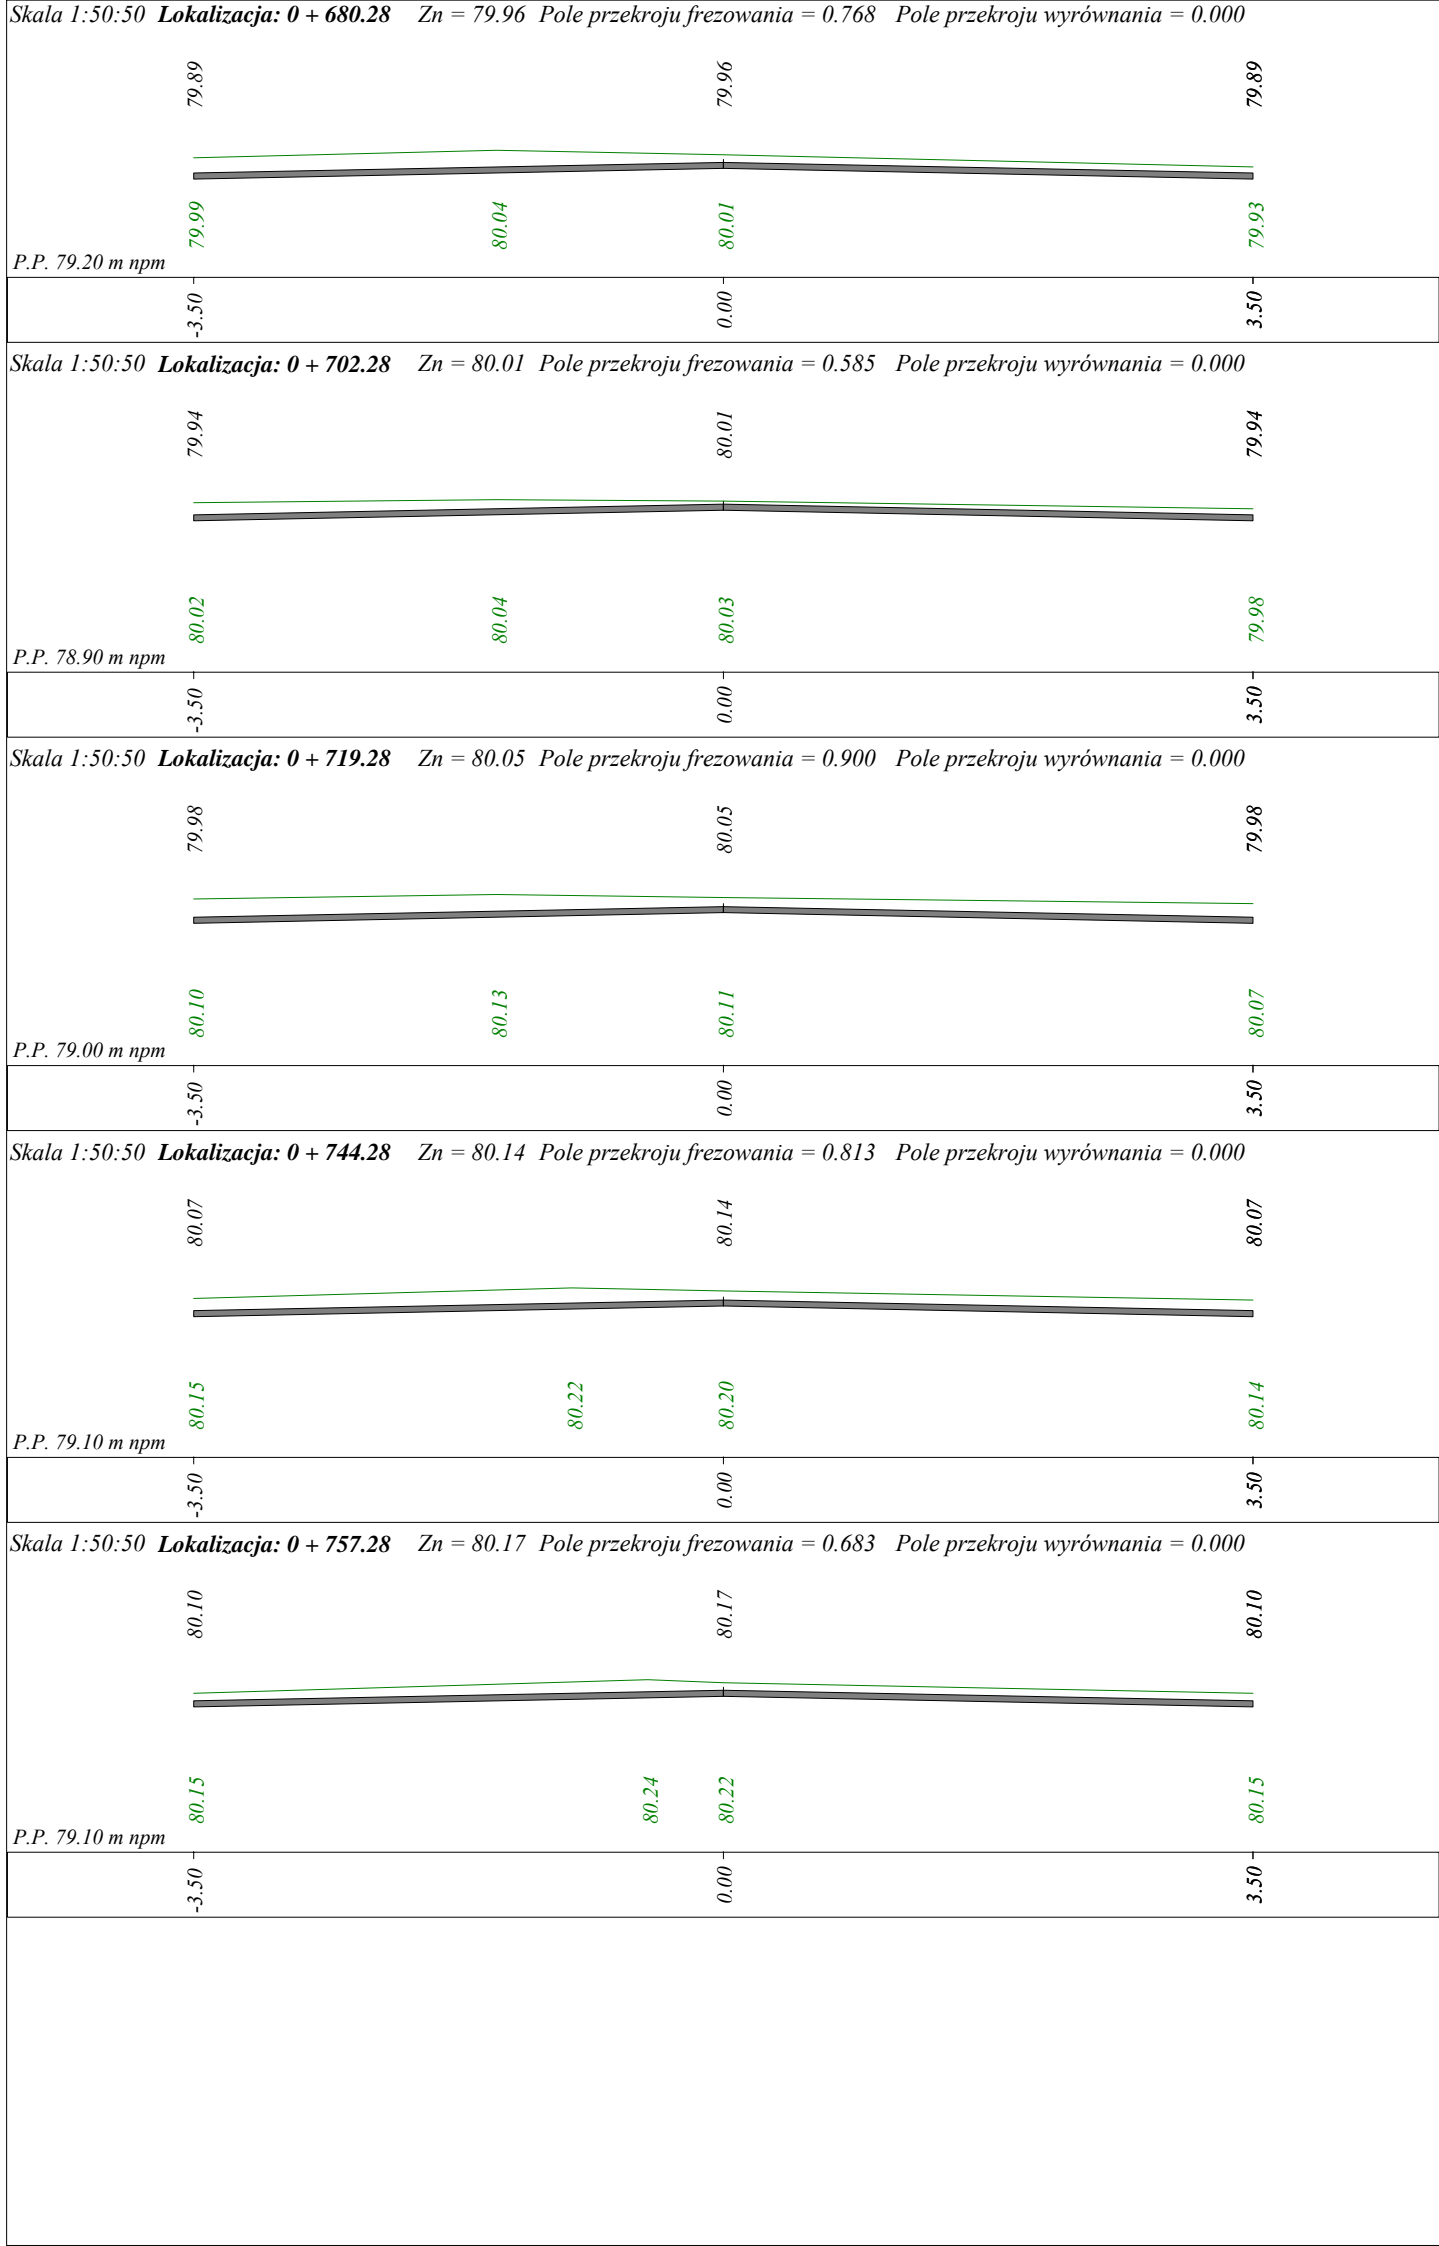 Skala 1:50:50 Lokalizacja: 0 + 680.28 Zn = 79.96 Pole przekroju frezowania = 0.768 Pole przekroju wyrównania = 0.000
79.89 79.96 79.89
79.99 80.04 80.01 79.93
P.P. 79.20 m npm
-3.50 0.00 3.50
Skala 1:50:50 Lokalizacja: 0 + 702.28 Zn = 80.01 Pole przekroju frezowania = 0.585 Pole przekroju wyrównania = 0.000
79.94 80.01 79.94
80.02 80.04 80.03 79.98
P.P. 78.90 m npm
-3.50 0.00 3.50
Skala 1:50:50 Lokalizacja: 0 + 719.28 Zn = 80.05 Pole przekroju frezowania = 0.900 Pole przekroju wyrównania = 0.000
79.98 80.05 79.98
80.10 80.13 80.11 80.07
P.P. 79.00 m npm
-3.50 0.00 3.50
Skala 1:50:50 Lokalizacja: 0 + 744.28 Zn = 80.14 Pole przekroju frezowania = 0.813 Pole przekroju wyrównania = 0.000
80.07 80.14 80.07
80.15 80.22 80.20 80.14
P.P. 79.10 m npm
-3.50 0.00 3.50
Skala 1:50:50 Lokalizacja: 0 + 757.28 Zn = 80.17 Pole przekroju frezowania = 0.683 Pole przekroju wyrównania = 0.000
80.10 80.17 80.10
80.15 80.24 80.22 80.15
P.P. 79.10 m npm
-3.50 0.00 3.50